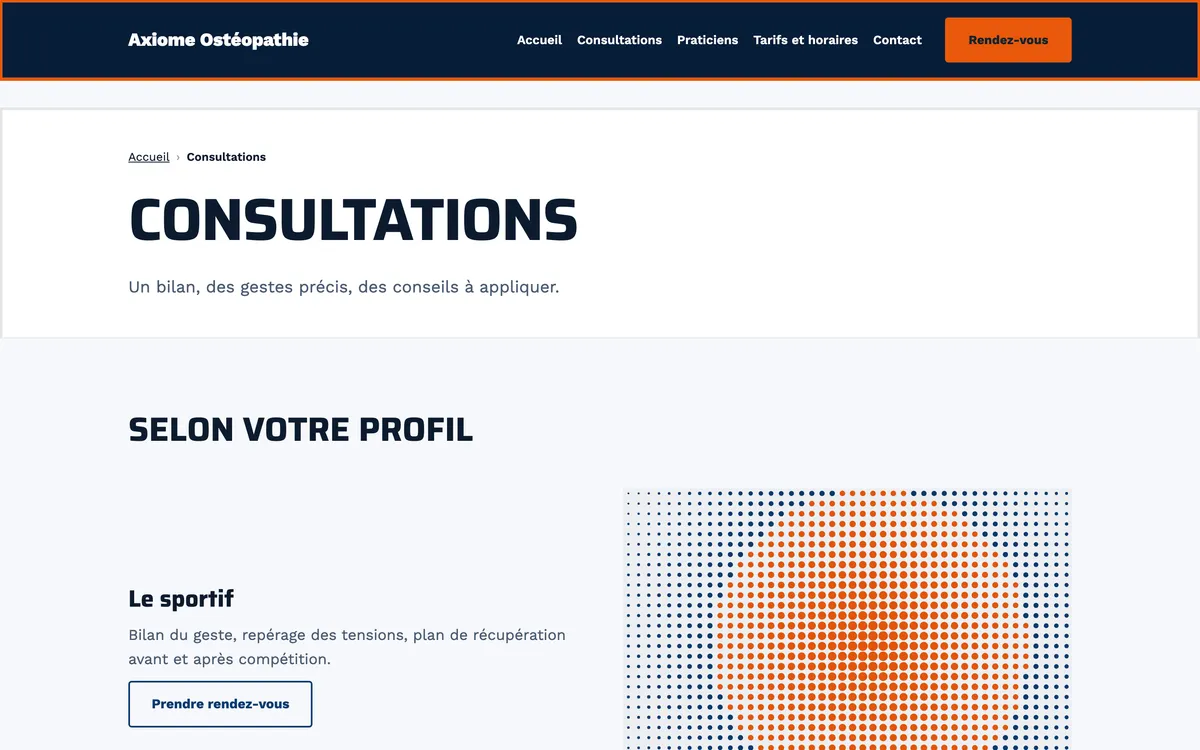 Axiome Ostéopathie
Accueil Consultations Praticiens Tarifs et horaires Contact Rendez-vous
Accueil › Consultations
CONSULTATIONS
Un bilan, des gestes précis, des conseils à appliquer.
SELON VOTRE PROFIL
Le sportif
Bilan du geste, repérage des tensions, plan de récupération
avant et après compétition.
Prendre rendez-vous